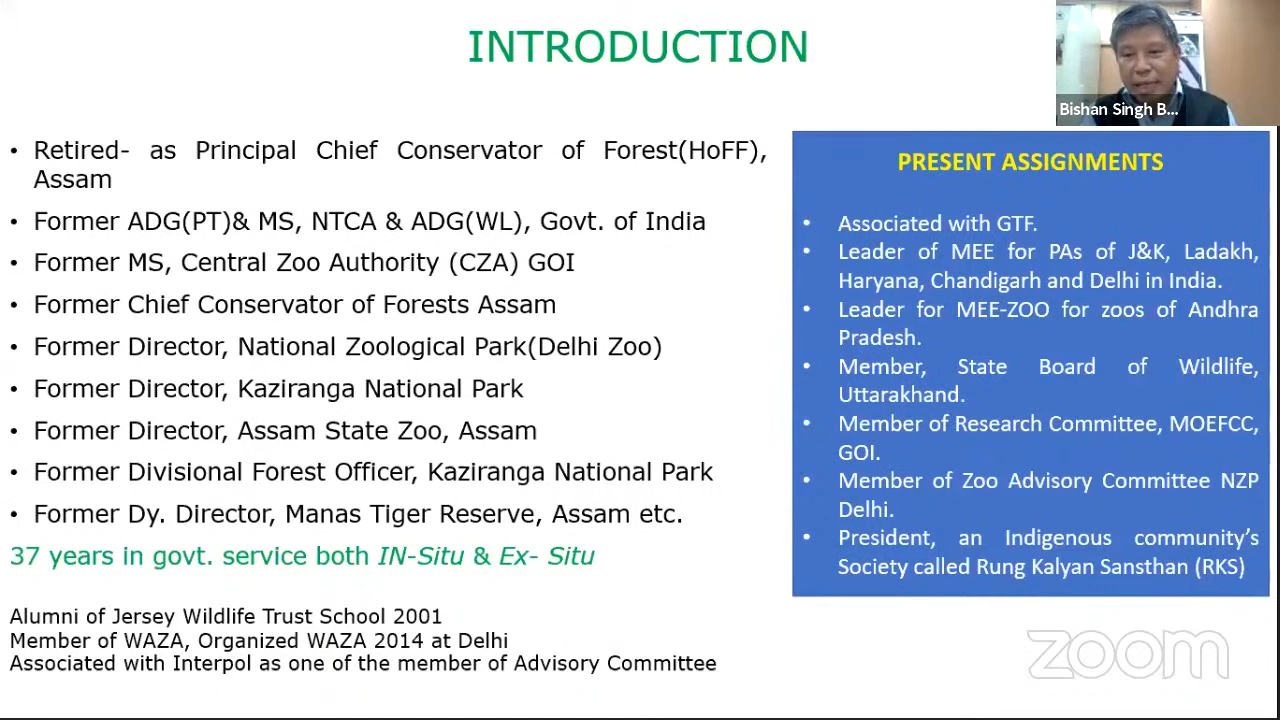 INTRODUCTION
Bishan Singh B...
• Retired- as Principal Chief Conservator of Forest(HoFF),
Assam
• Former ADG(PT)& MS, NTCA & ADG(WL), Govt. of India
• Former MS, Central Zoo Authority (CZA) GOI
• Former Chief Conservator of Forests Assam
• Former Director, National Zoological Park(Delhi Zoo)
• Former Director, Kaziranga National Park
• Former Director, Assam State Zoo, Assam
• Former Divisional Forest Officer, Kaziranga National Park
• Former Dy. Director, Manas Tiger Reserve, Assam etc.
37 years in govt. service both IN-Situ & Ex- Situ
Alumni of Jersey Wildlife Trust School 2001
Member of WAZA, Organized WAZA 2014 at Delhi
Associated with Interpol as one of the member of Advisory Committee
PRESENT ASSIGNMENTS
• Associated with GTF.
• Leader of MEE for PAs of J&K, Ladakh,
Haryana, Chandigarh and Delhi in India.
• Leader for MEE-ZOO for zoos of Andhra
Pradesh.
• Member, State Board of Wildlife,
Uttarakhand.
• Member of Research Committee, MOEFCC,
GOI.
• Member of Zoo Advisory Committee NZP
Delhi.
• President, an Indigenous community's
Society called Rung Kalyan Sansthan (RKS)
zoom